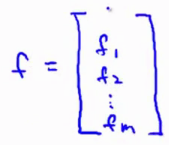 f = [
f₁
f₂
⋮
fₘ ]